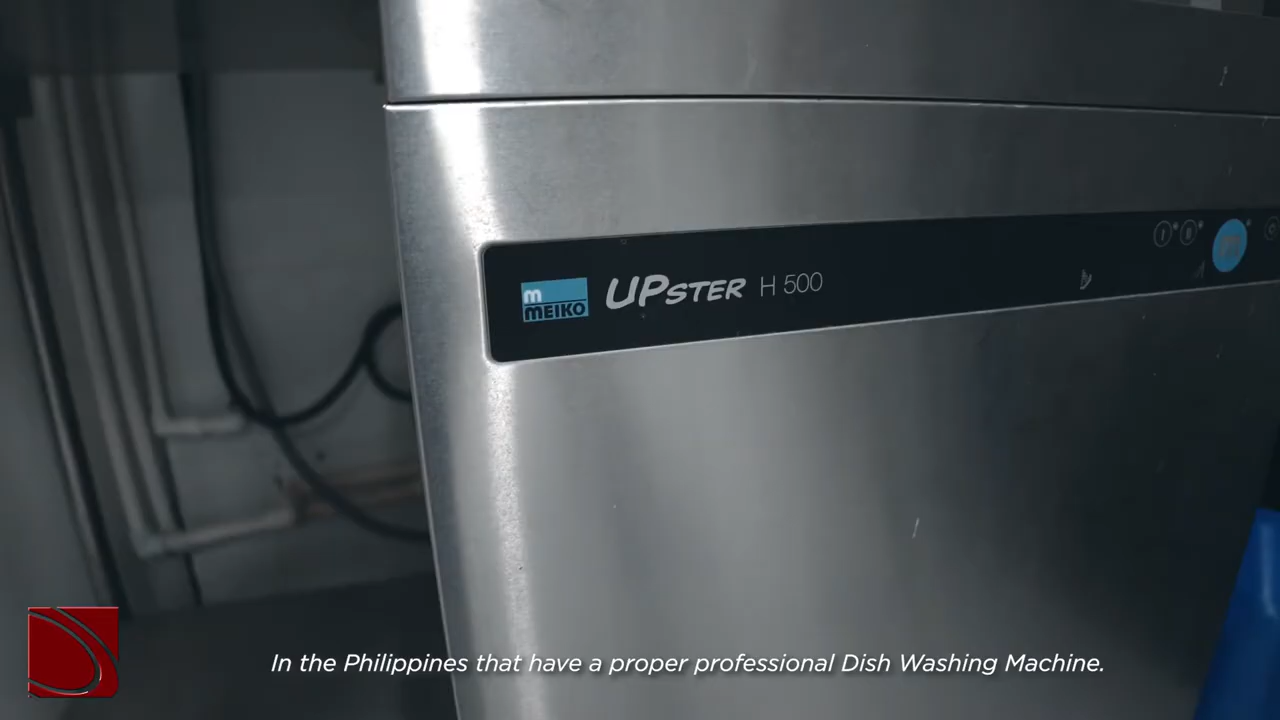 m
MEIKO
UPSTER H 500
In the Philippines that have a proper professional Dish Washing Machine.